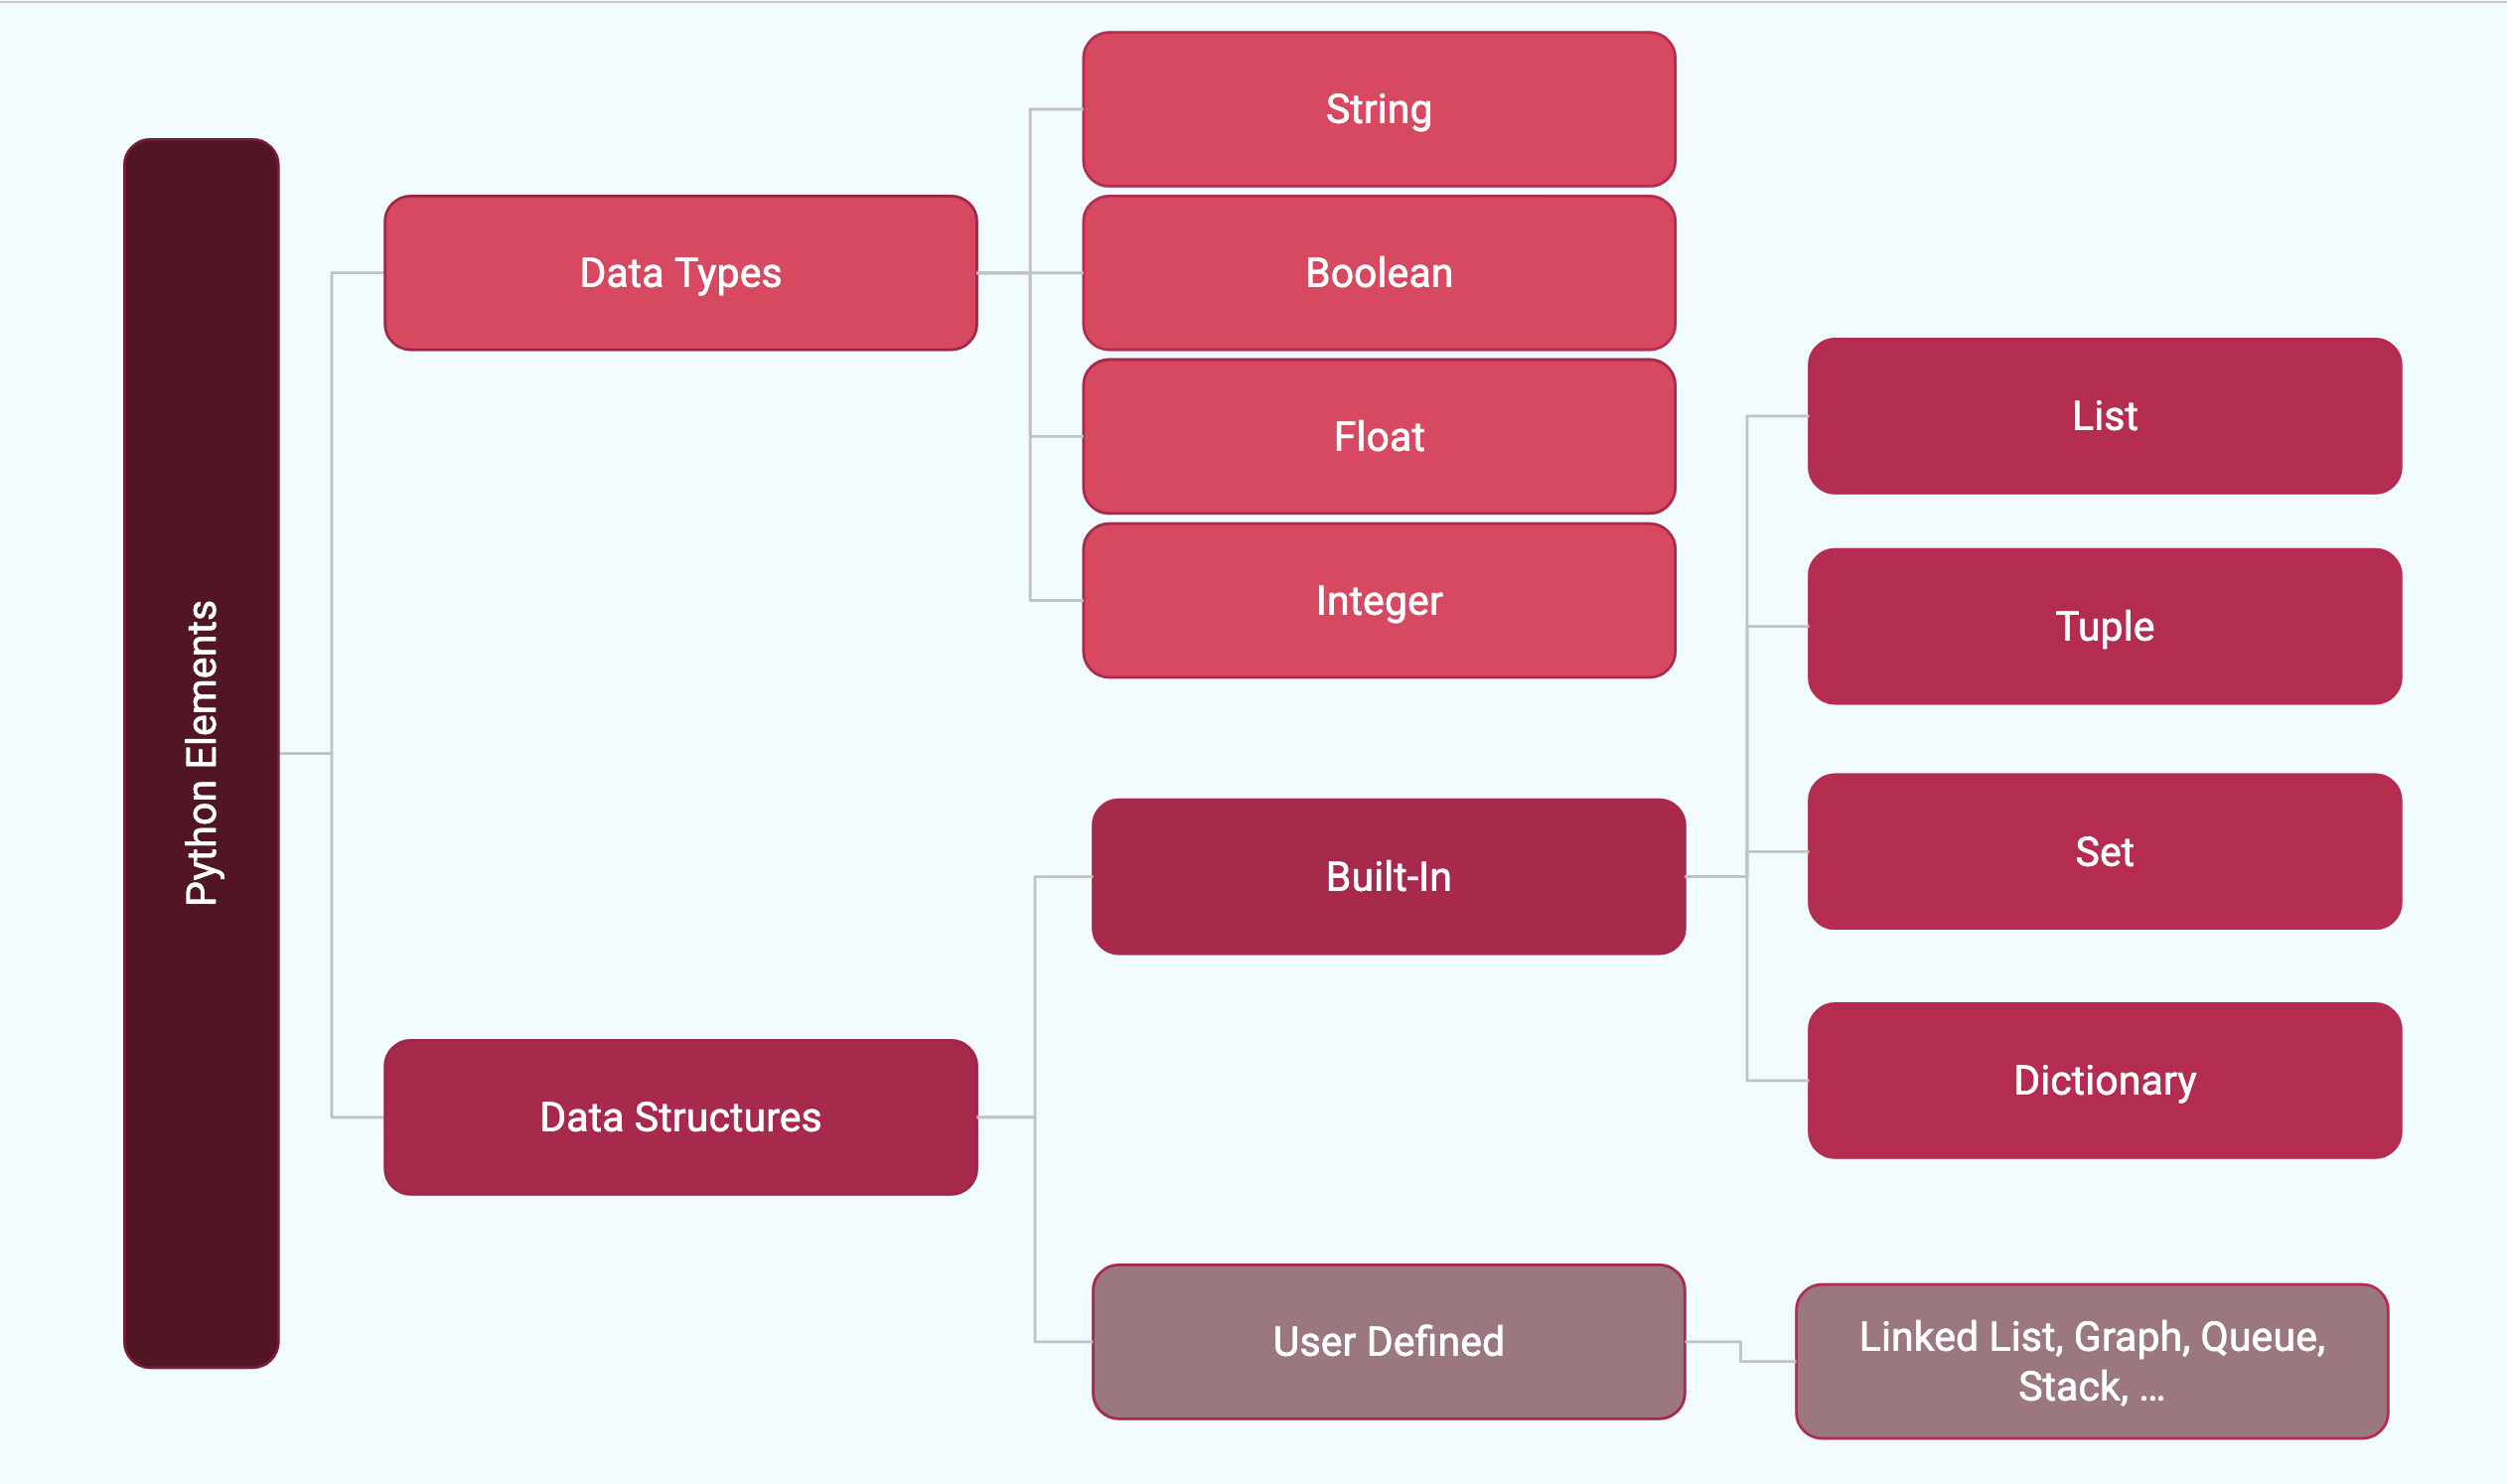 Python Elements
Data Types
String
Boolean
Float
Integer
Data Structures
Built-In
List
Tuple
Set
Dictionary
User Defined
Linked List, Graph, Queue,
Stack, ...